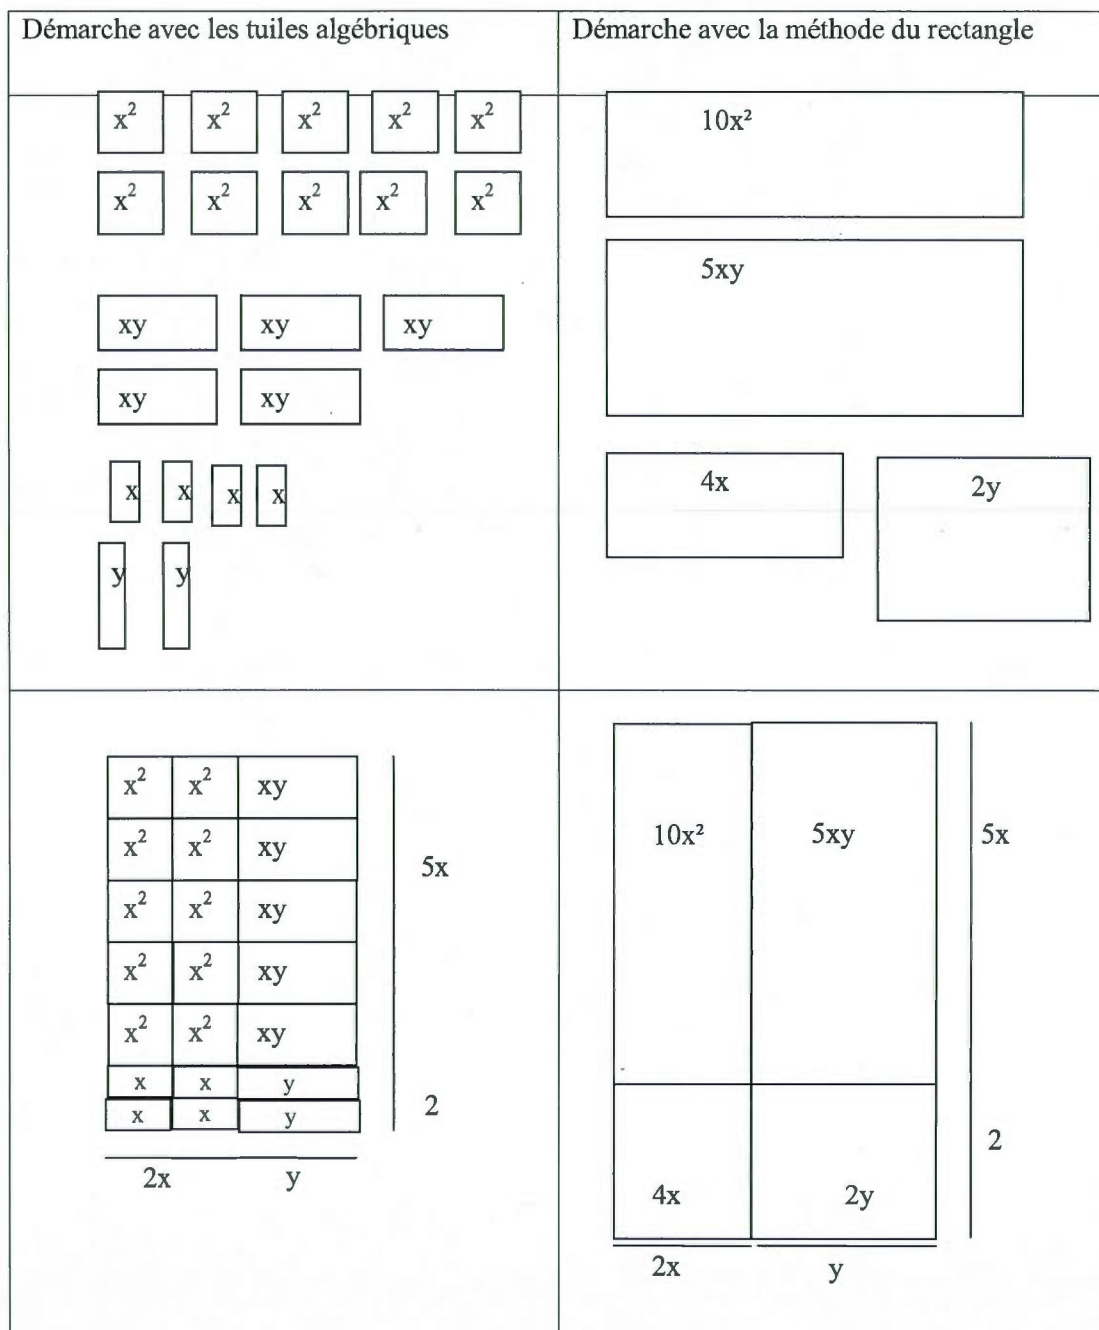 Démarche avec les tuiles algébriques
x² x² x² x² x²
x² x² x² x² x²
xy xy xy
xy xy
x x x x
y y
x² x² xy
x² x² xy
5x
x² x² xy
x² x² xy
x² x² xy
x x y
2
x x y
2x y
Démarche avec la méthode du rectangle
10x²
5xy
4x 2y
10x² 5xy 5x
2
4x 2y
2x y